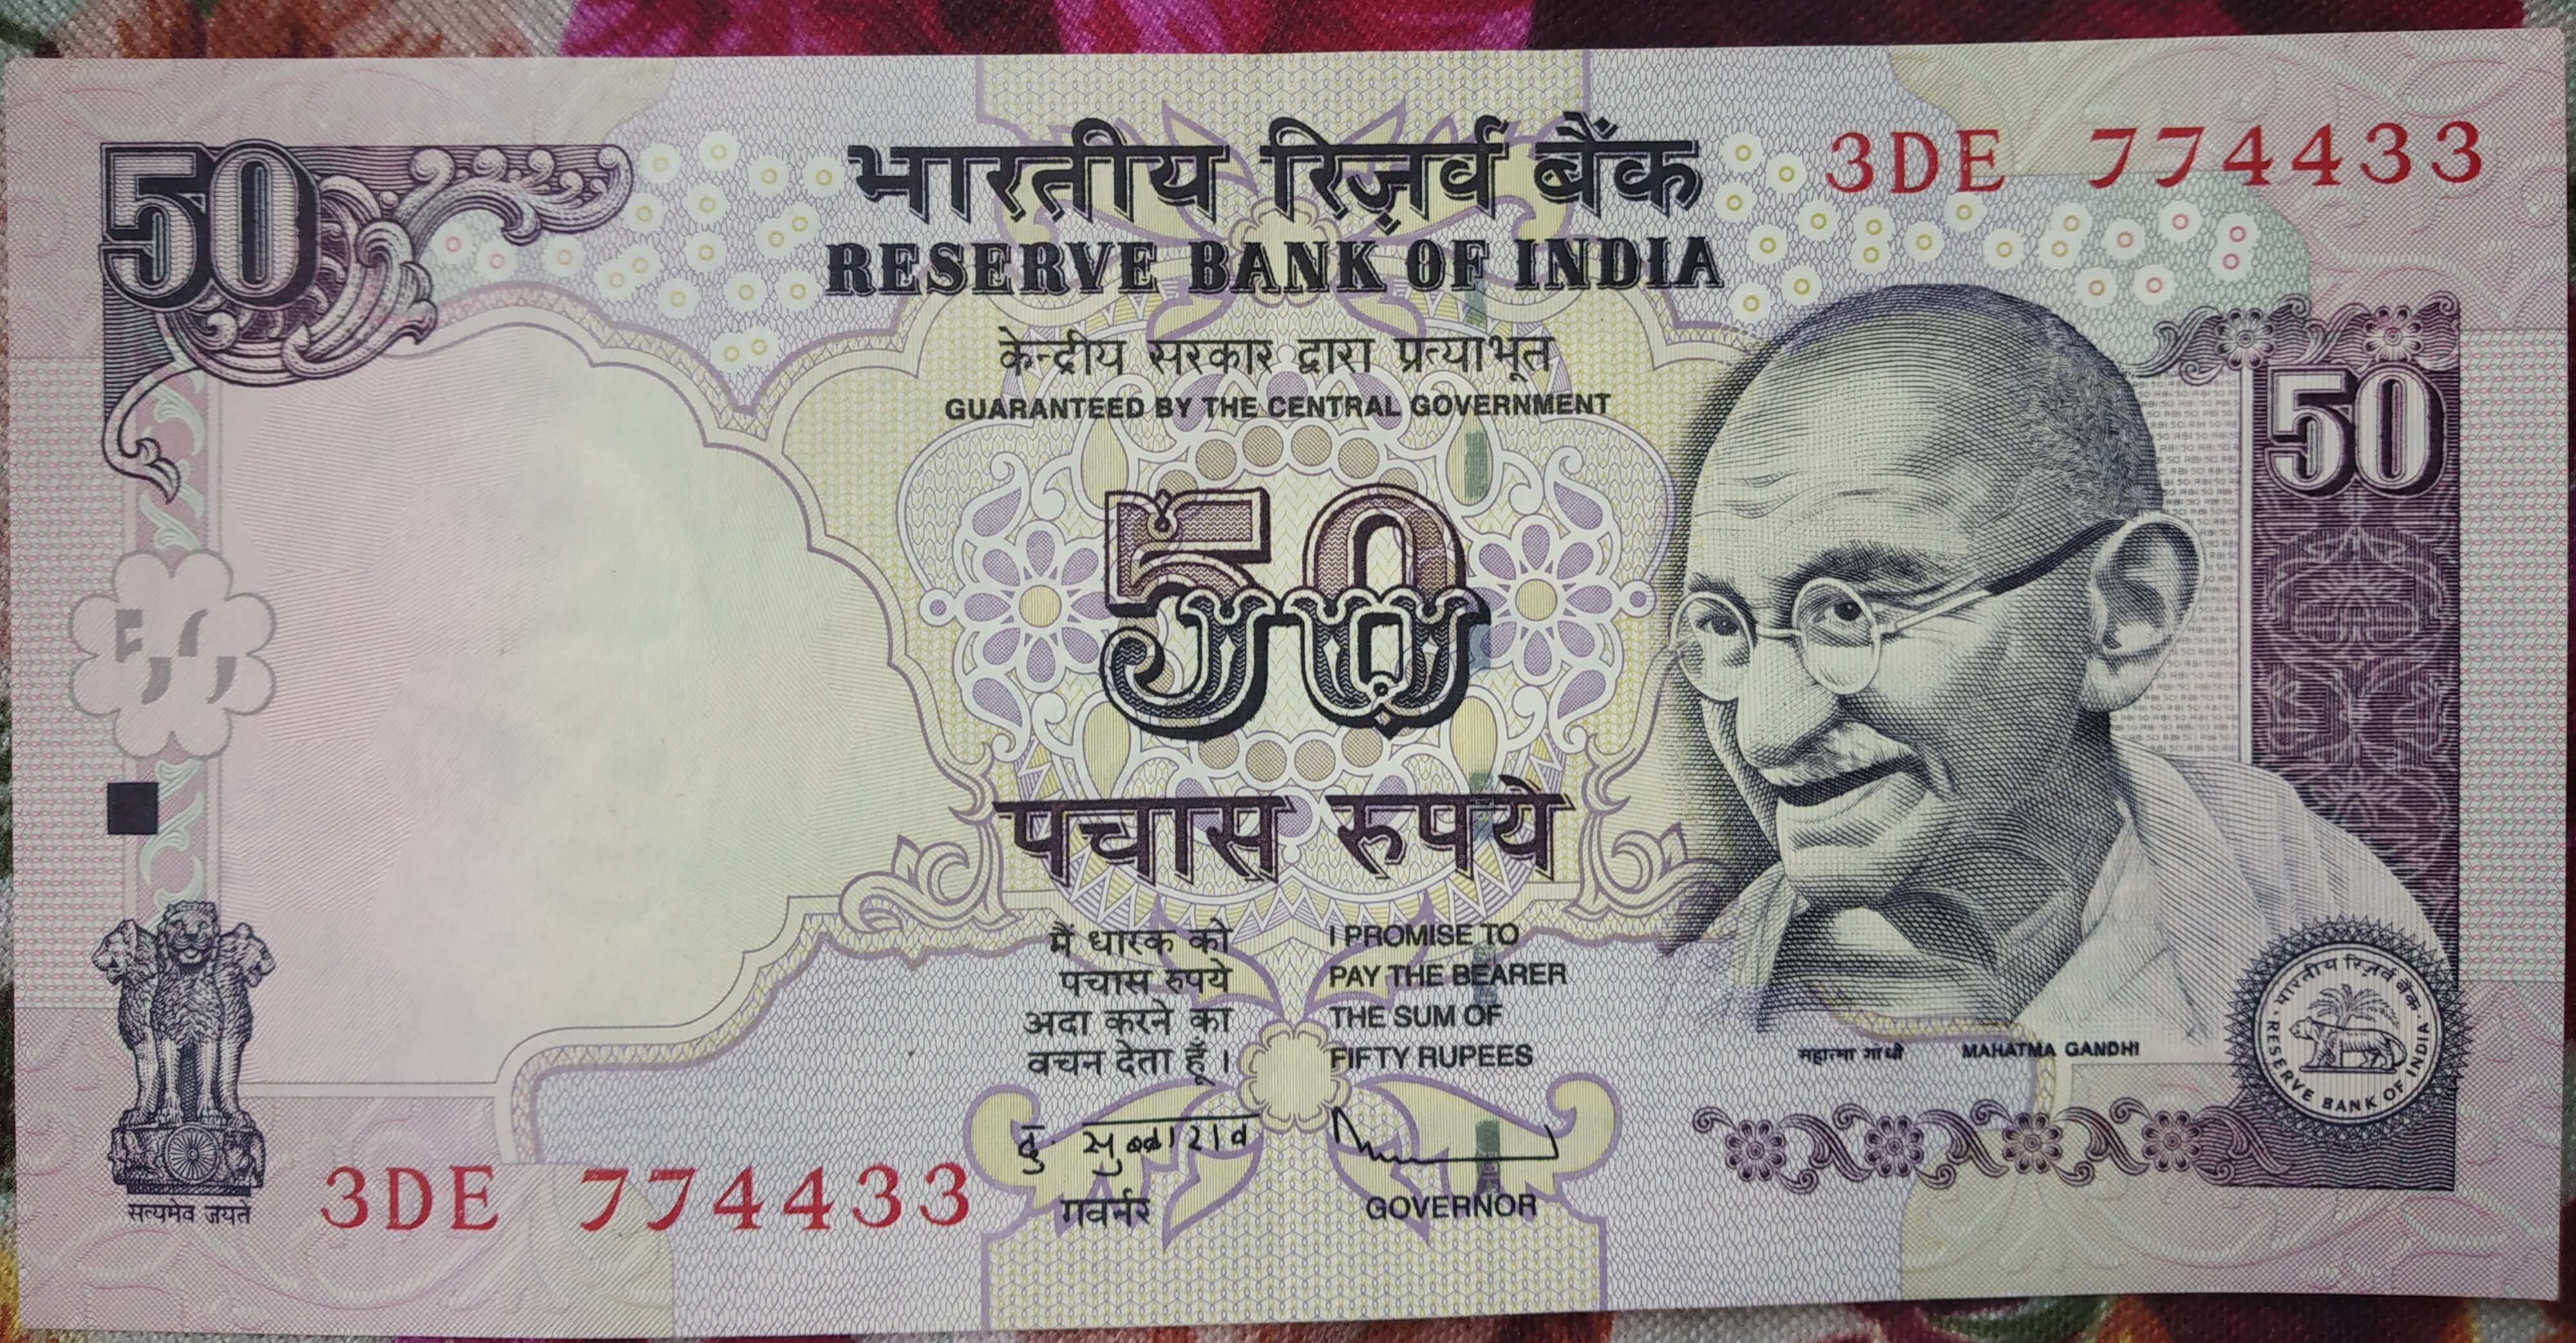 50
भारतीय रिज़र्व बैंक
3DE 774433
RESERVE BANK OF INDIA
केन्द्रीय सरकार द्वारा प्रत्याभूत
GUARANTEED BY THE CENTRAL GOVERNMENT
50
50
पचास रुपये
मैं धारक को
पचास रुपये
अदा करने का
वचन देता हूँ।
I PROMISE TO
PAY THE BEARER
THE SUM OF
FIFTY RUPEES
महात्मा गांधी MAHATMA GANDHI
भारतीय रिज़र्व बैंक
RESERVE BANK OF INDIA
सत्यमेव जयते
3DE 774433
दु. सुब्बाराव
गवर्नर
GOVERNOR